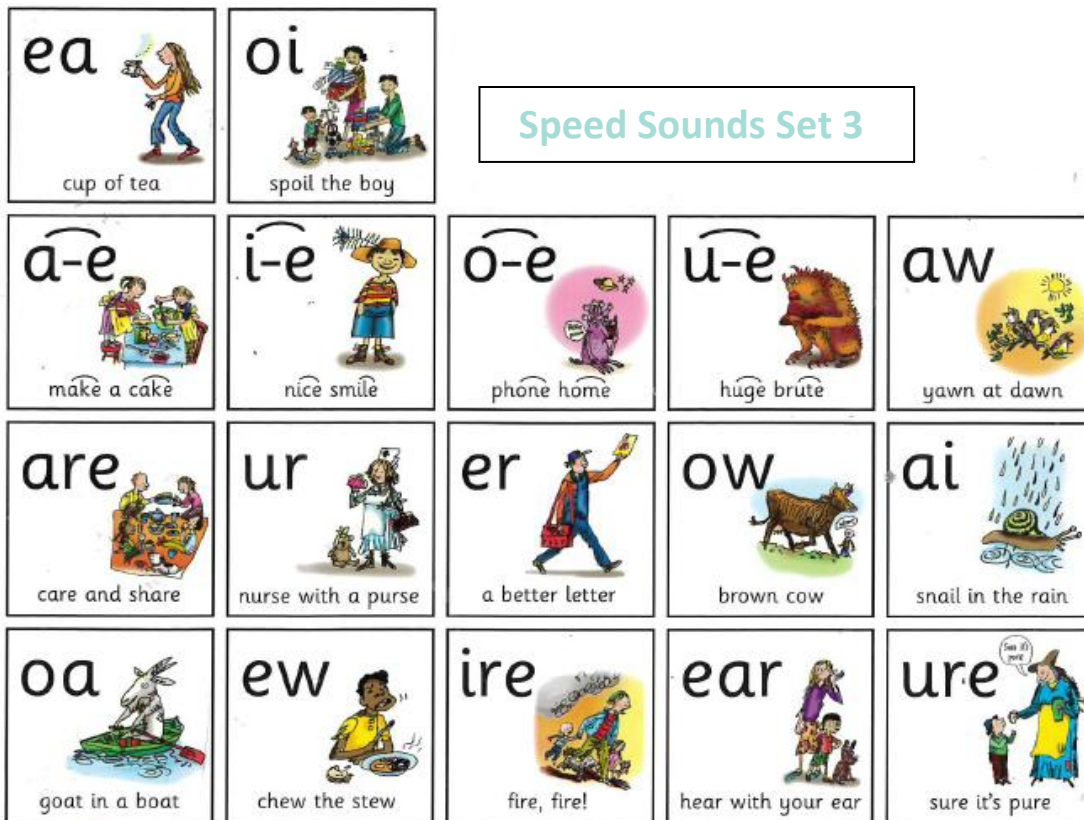 ea
cup of tea
oi
spoil the boy
Speed Sounds Set 3
a-e
make a cake
i-e
nice smile
o-e
phone home
u-e
huge brute
aw
yawn at dawn
are
care and share
ur
nurse with a purse
er
a better letter
ow
brown cow
ai
snail in the rain
oa
goat in a boat
ew
chew the stew
ire
fire, fire!
ear
hear with your ear
ure
sure it's pure